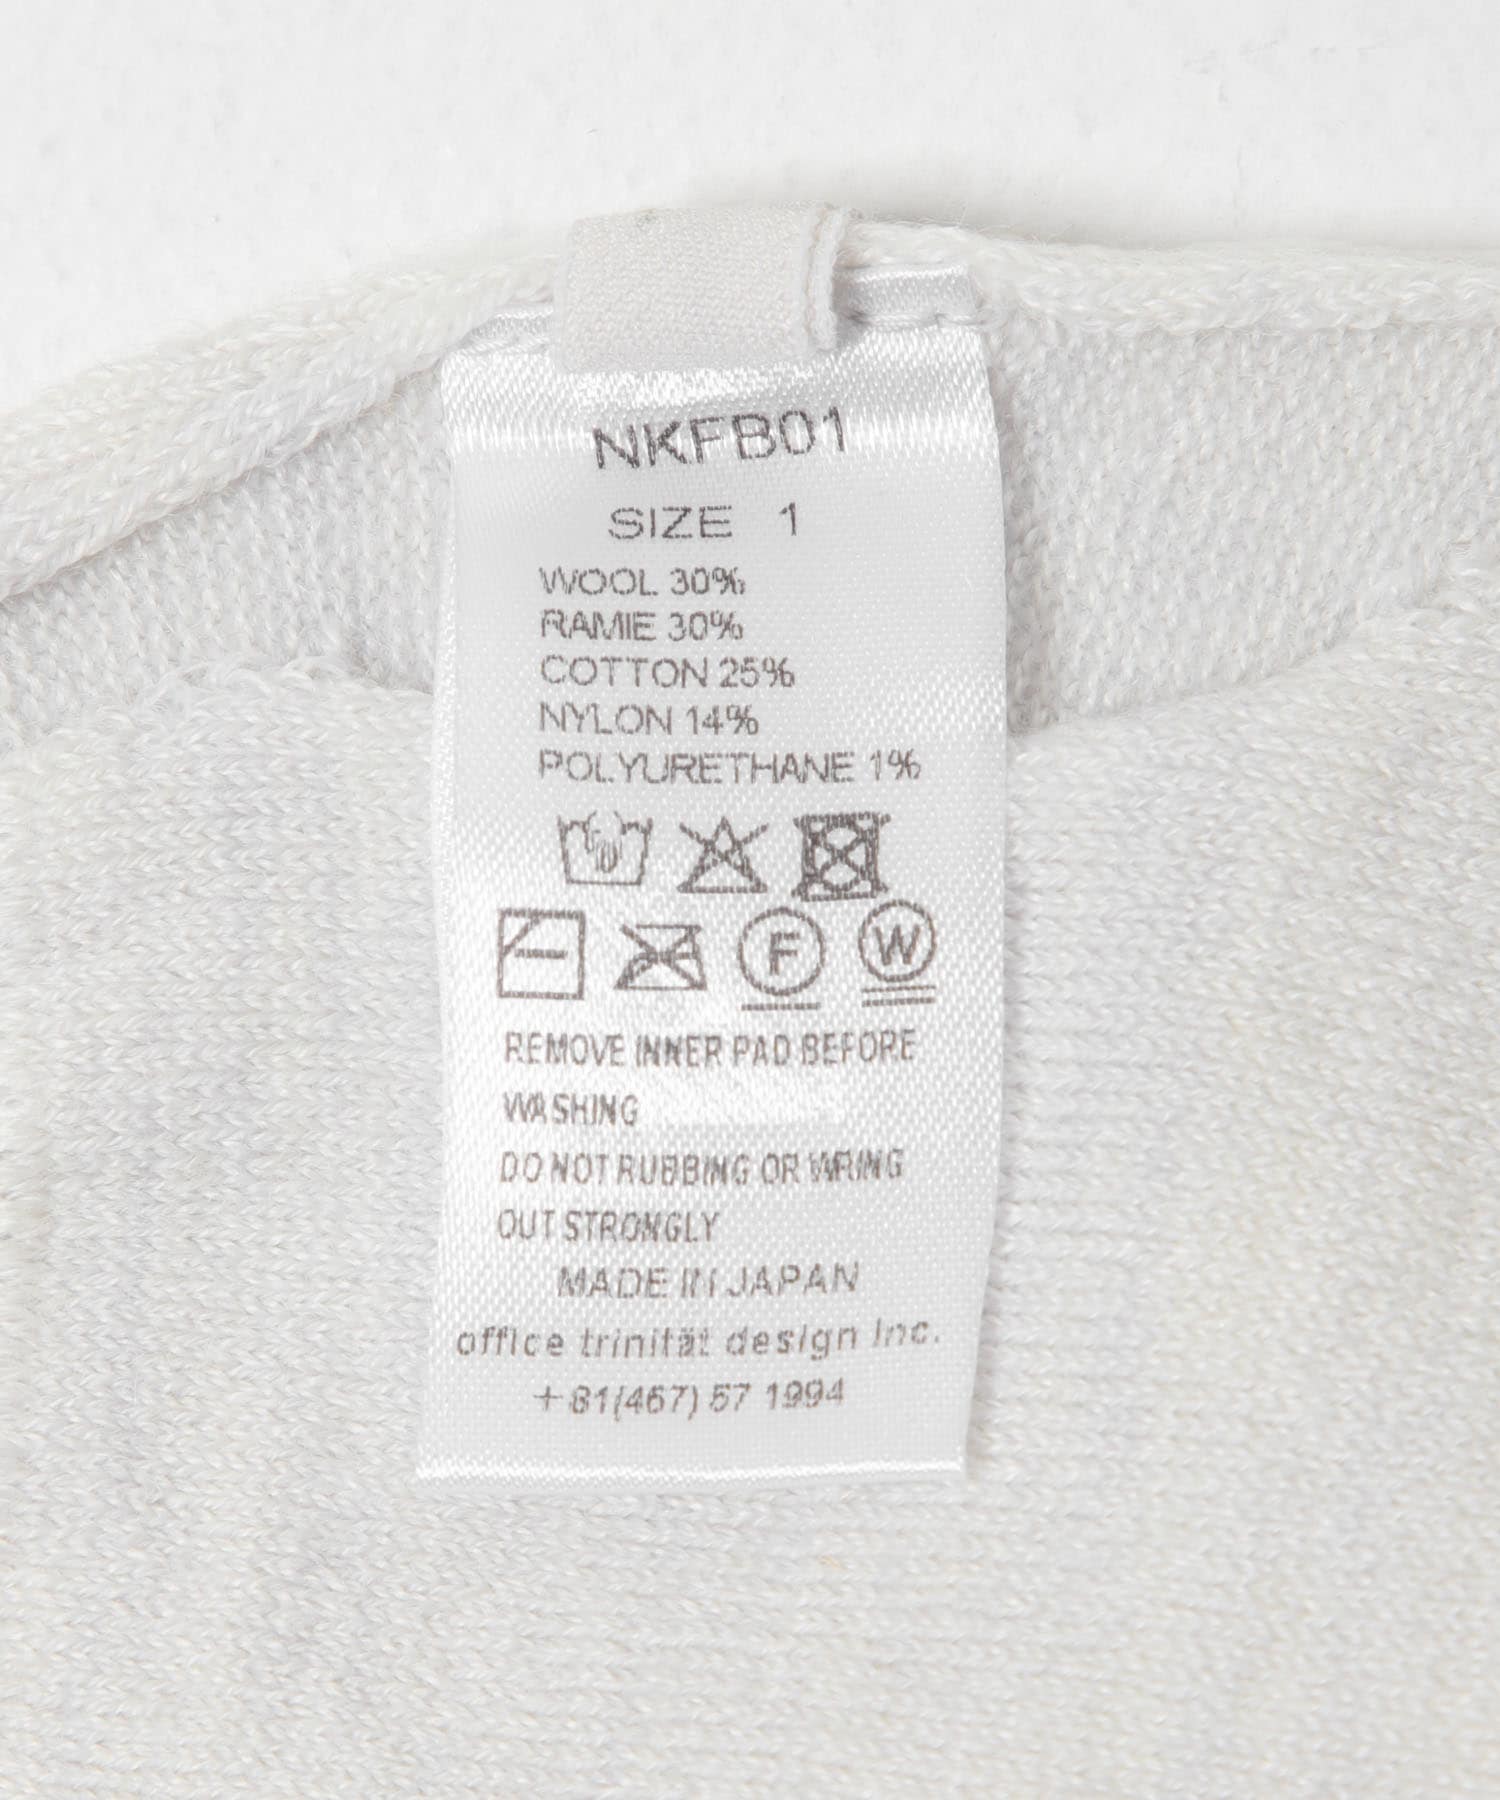 NKFB01
SIZE 1
WOOL 30%
RAMIE 30%
COTTON 25%
NYLON 14%
POLYURETHANE 1%
F W
REMOVE INNER PAD BEFORE
WASHING
DO NOT RUBBING OR WRING
OUT STRONGLY
MADE IN JAPAN
office trinität design inc.
+81(467) 57 1994